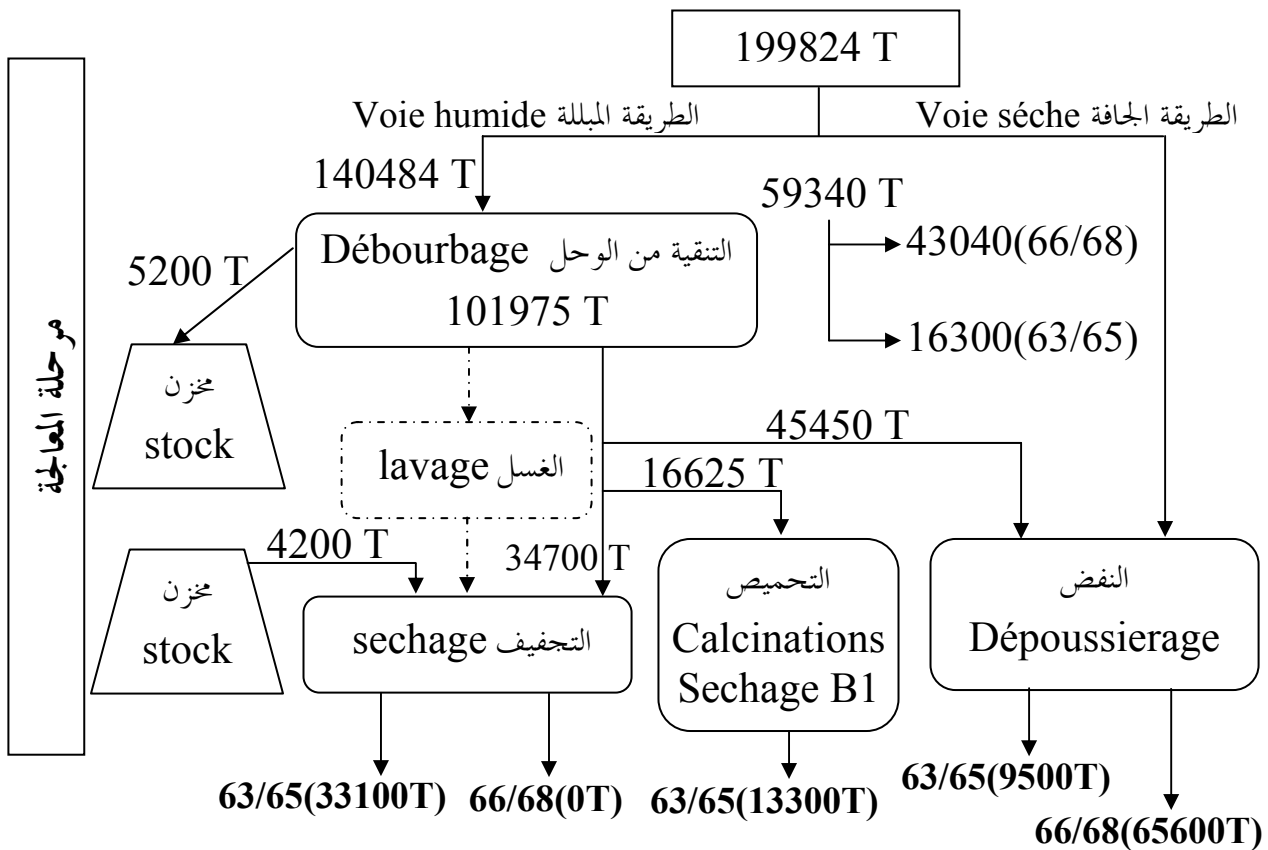 199824 T
Voie humide الطريقة المبللة
Voie séche الطريقة الجافة
140484 T
59340 T
43040(66/68)
16300(63/65)
Débourbage التنقية من الوحل
101975 T
5200 T
مرحلة المعالجة
مخزن
stock
lavage الغسل
45450 T
16625 T
4200 T
34700 T
مخزن
stock
sechage التجفيف
التحميص
Calcinations
Sechage B1
النفض
Dépoussierage
63/65(33100T)
66/68(0T)
63/65(13300T)
63/65(9500T)
66/68(65600T)